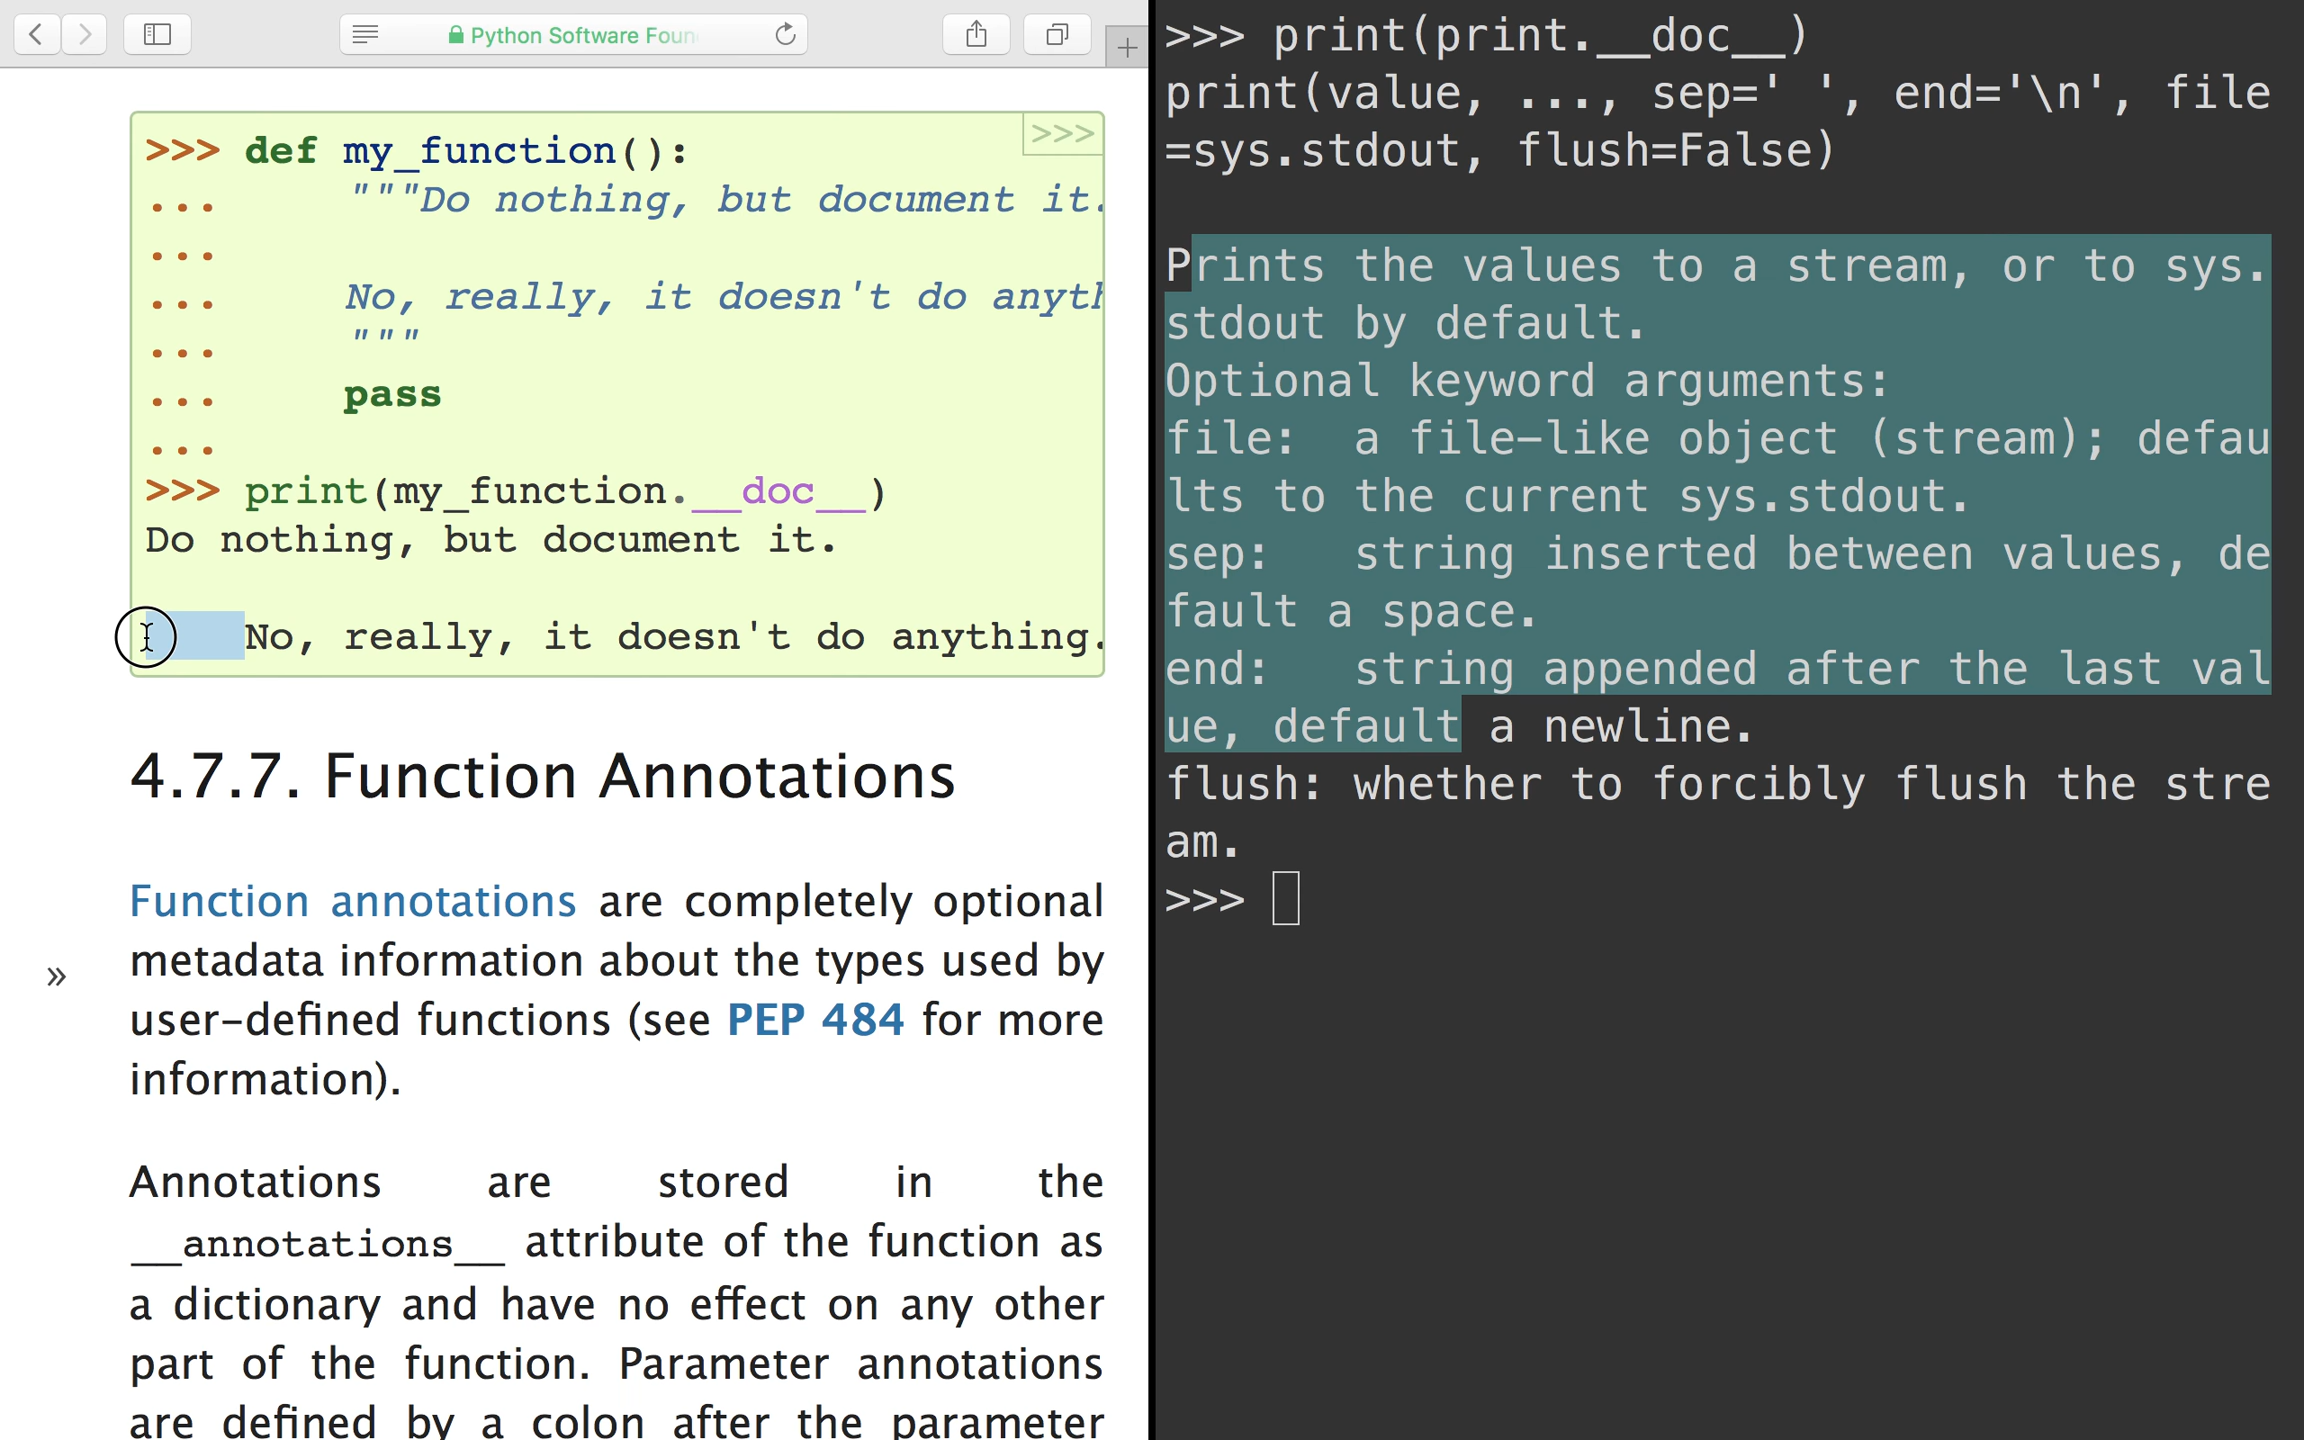 Python Software Foun
>>>
>>> def my_function():
... """Do nothing, but document it.
...
... No, really, it doesn't do anyth
... """
... pass
...
>>> print(my_function.__doc__)
Do nothing, but document it.
No, really, it doesn't do anything.
4.7.7. Function Annotations
Function annotations are completely optional
metadata information about the types used by
user-defined functions (see PEP 484 for more
information).
»
Annotations are stored in the
__annotations__ attribute of the function as
a dictionary and have no effect on any other
part of the function. Parameter annotations
are defined by a colon after the parameter
>>> print(print.__doc__)
print(value, ..., sep=' ', end='\n', file
=sys.stdout, flush=False)
Prints the values to a stream, or to sys.
stdout by default.
Optional keyword arguments:
file:  a file-like object (stream); defau
lts to the current sys.stdout.
sep:   string inserted between values, de
fault a space.
end:   string appended after the last val
ue, default a newline.
flush: whether to forcibly flush the stre
am.
>>>